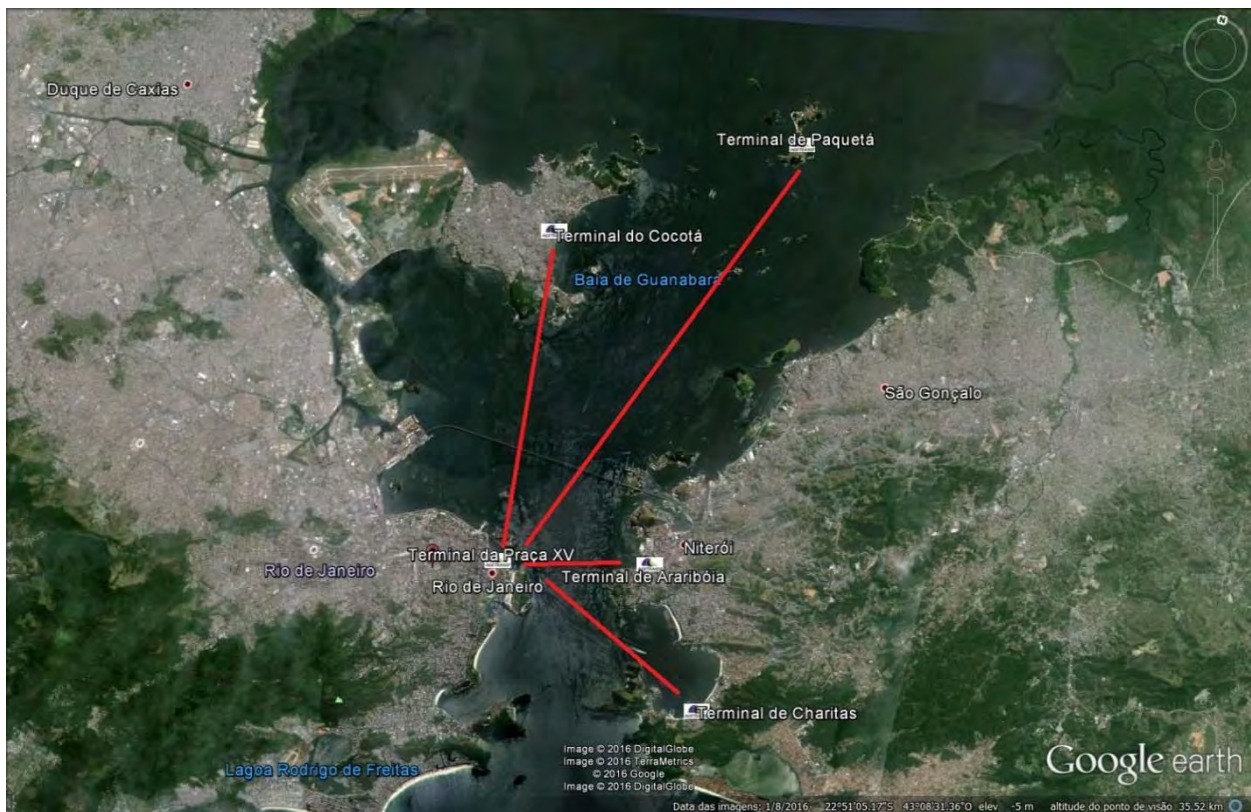 N
Duque de Caxias
Terminal de Paquetá
Terminal do Cocotá
Baia de Guanabara
São Gonçalo
Terminal da Praça XV
Niterói
Rio de Janeiro
Terminal de Araribóia
Rio de Janeiro
Terminal de Charitas
Image © 2016 DigitalGlobe
Image © 2016 TerraMetrics
© 2016 Google
Image © 2016 DigitalGlobe
Google earth
Lagoa Rodrigo de Freitas
Data das imagens: 1/8/2016 22°51'05.17"S 43°08'31.36"O elev -5 m altitude do ponto de visão 35.52 km